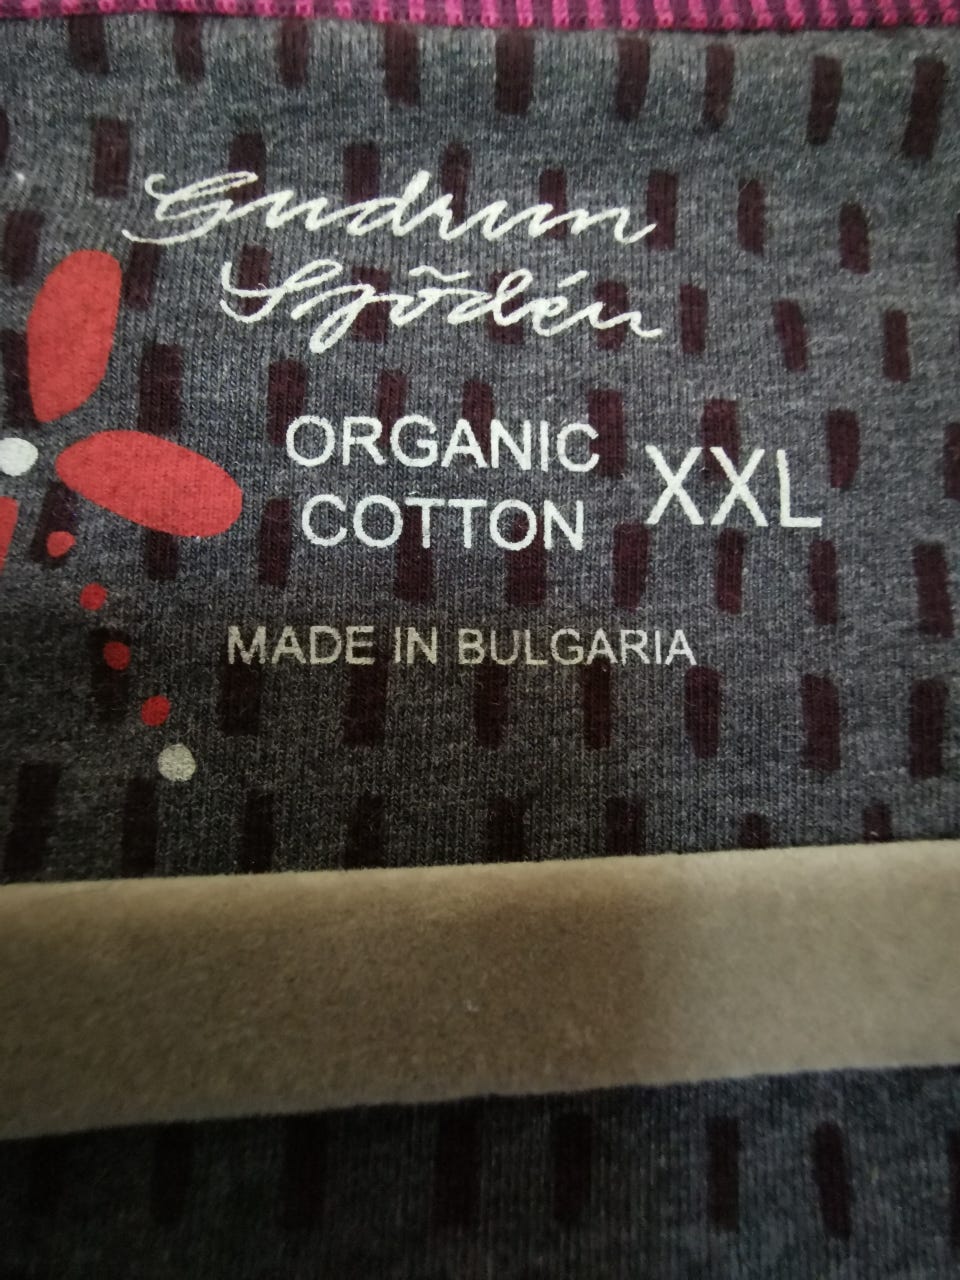 Gudrun
Sjödén
ORGANIC
COTTON XXL
MADE IN BULGARIA